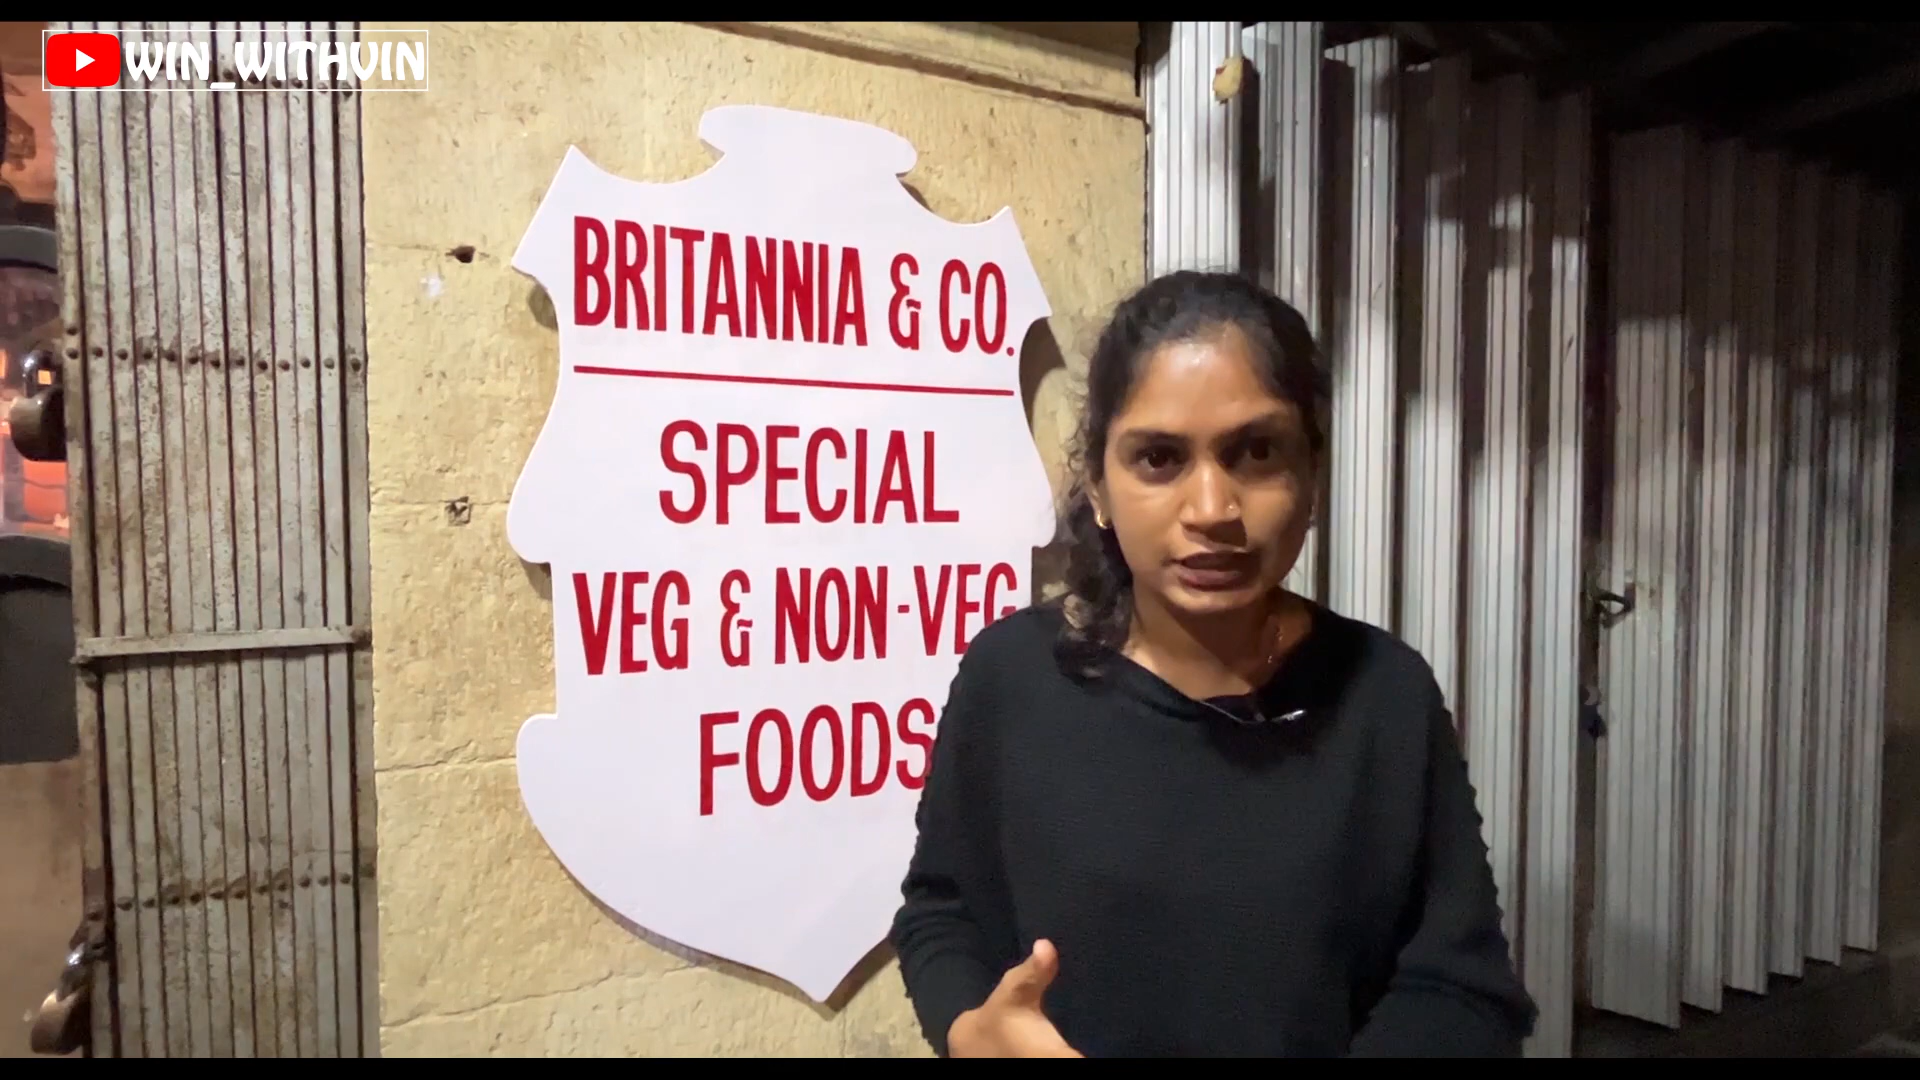 WIN_WITHVIN
BRITANNIA & CO.
SPECIAL
VEG & NON-VEG
FOODS